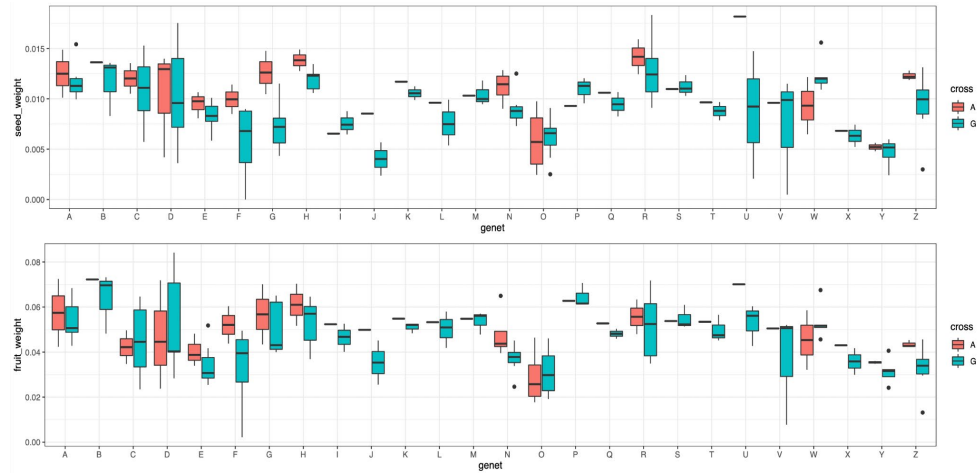 0.015
0.010
0.005
0.000
seed_weight
A B C D E F G H I J K L M N O P Q R S T U V W X Y Z
genet
cross
A
G
0.08
0.06
0.04
0.02
0.00
fruit_weight
A B C D E F G H I J K L M N O P Q R S T U V W X Y Z
genet
cross
A
G